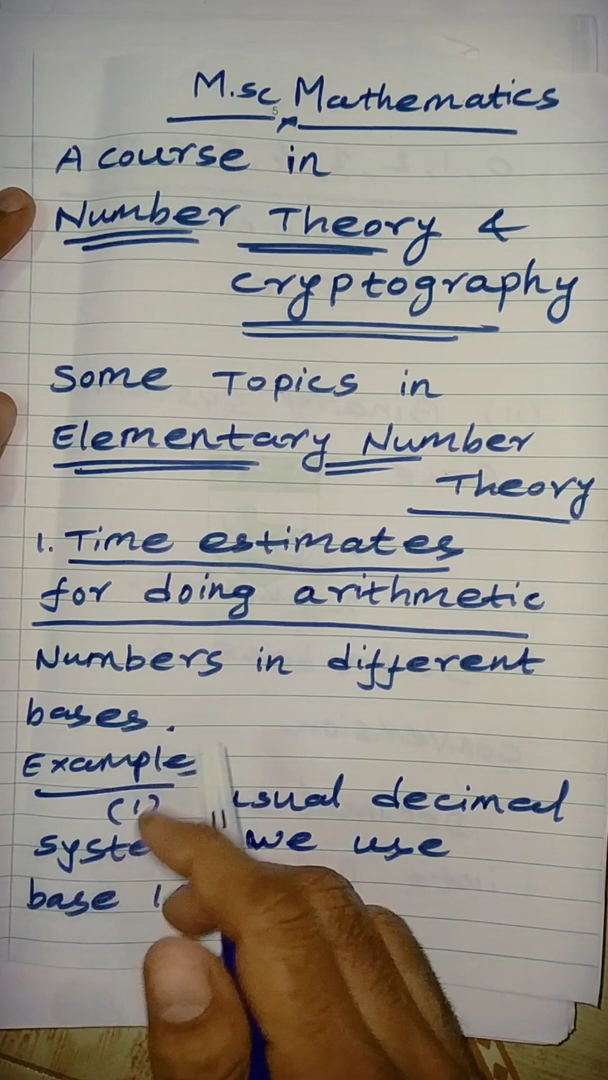 M.sc Mathematics
A course in
Number Theory &
Cryptography
Some Topics in
Elementary Number
Theory
1. Time estimates
for doing arithmetic
Numbers in different
bases.
Example
(1) usual decimal
we use
base